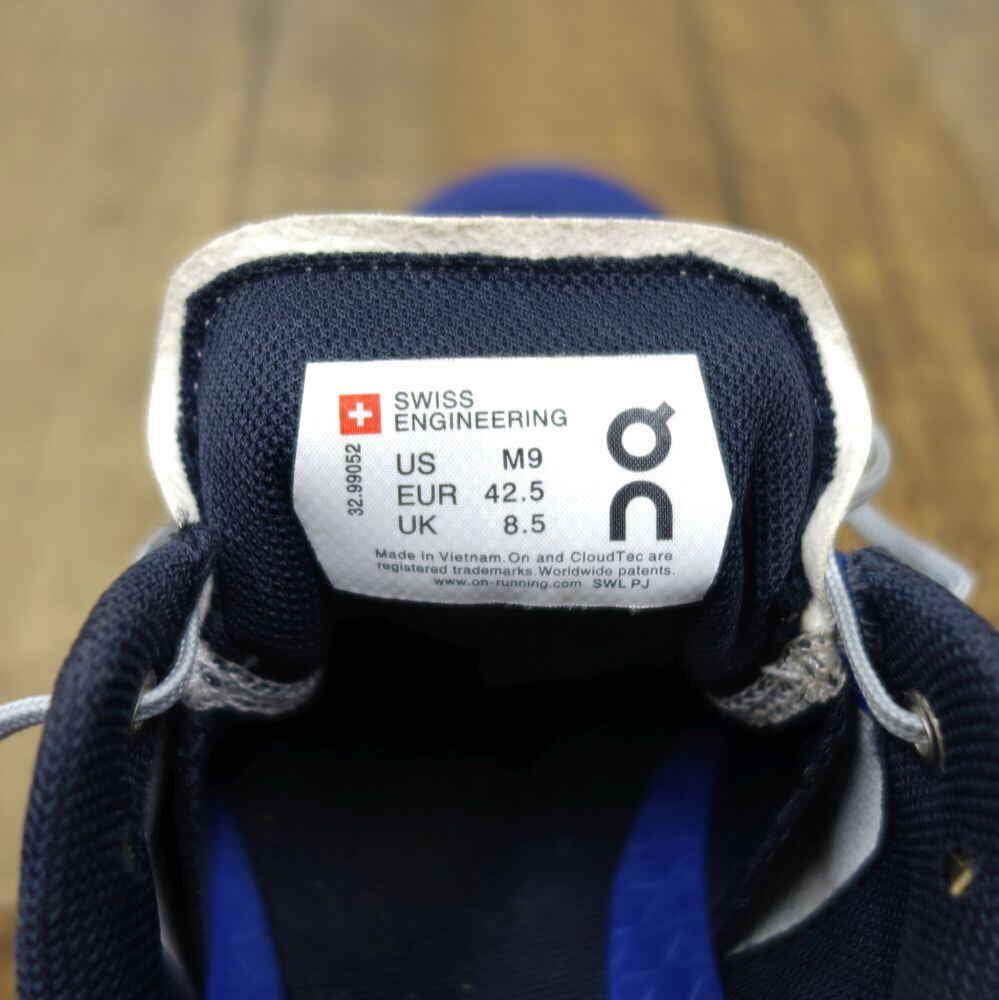 SWISS
ENGINEERING
32.99052
US M9
EUR 42.5
UK 8.5
On
Made in Vietnam. On and CloudTec are
registered trademarks. Worldwide patents.
www.on-running.com SWL PJ